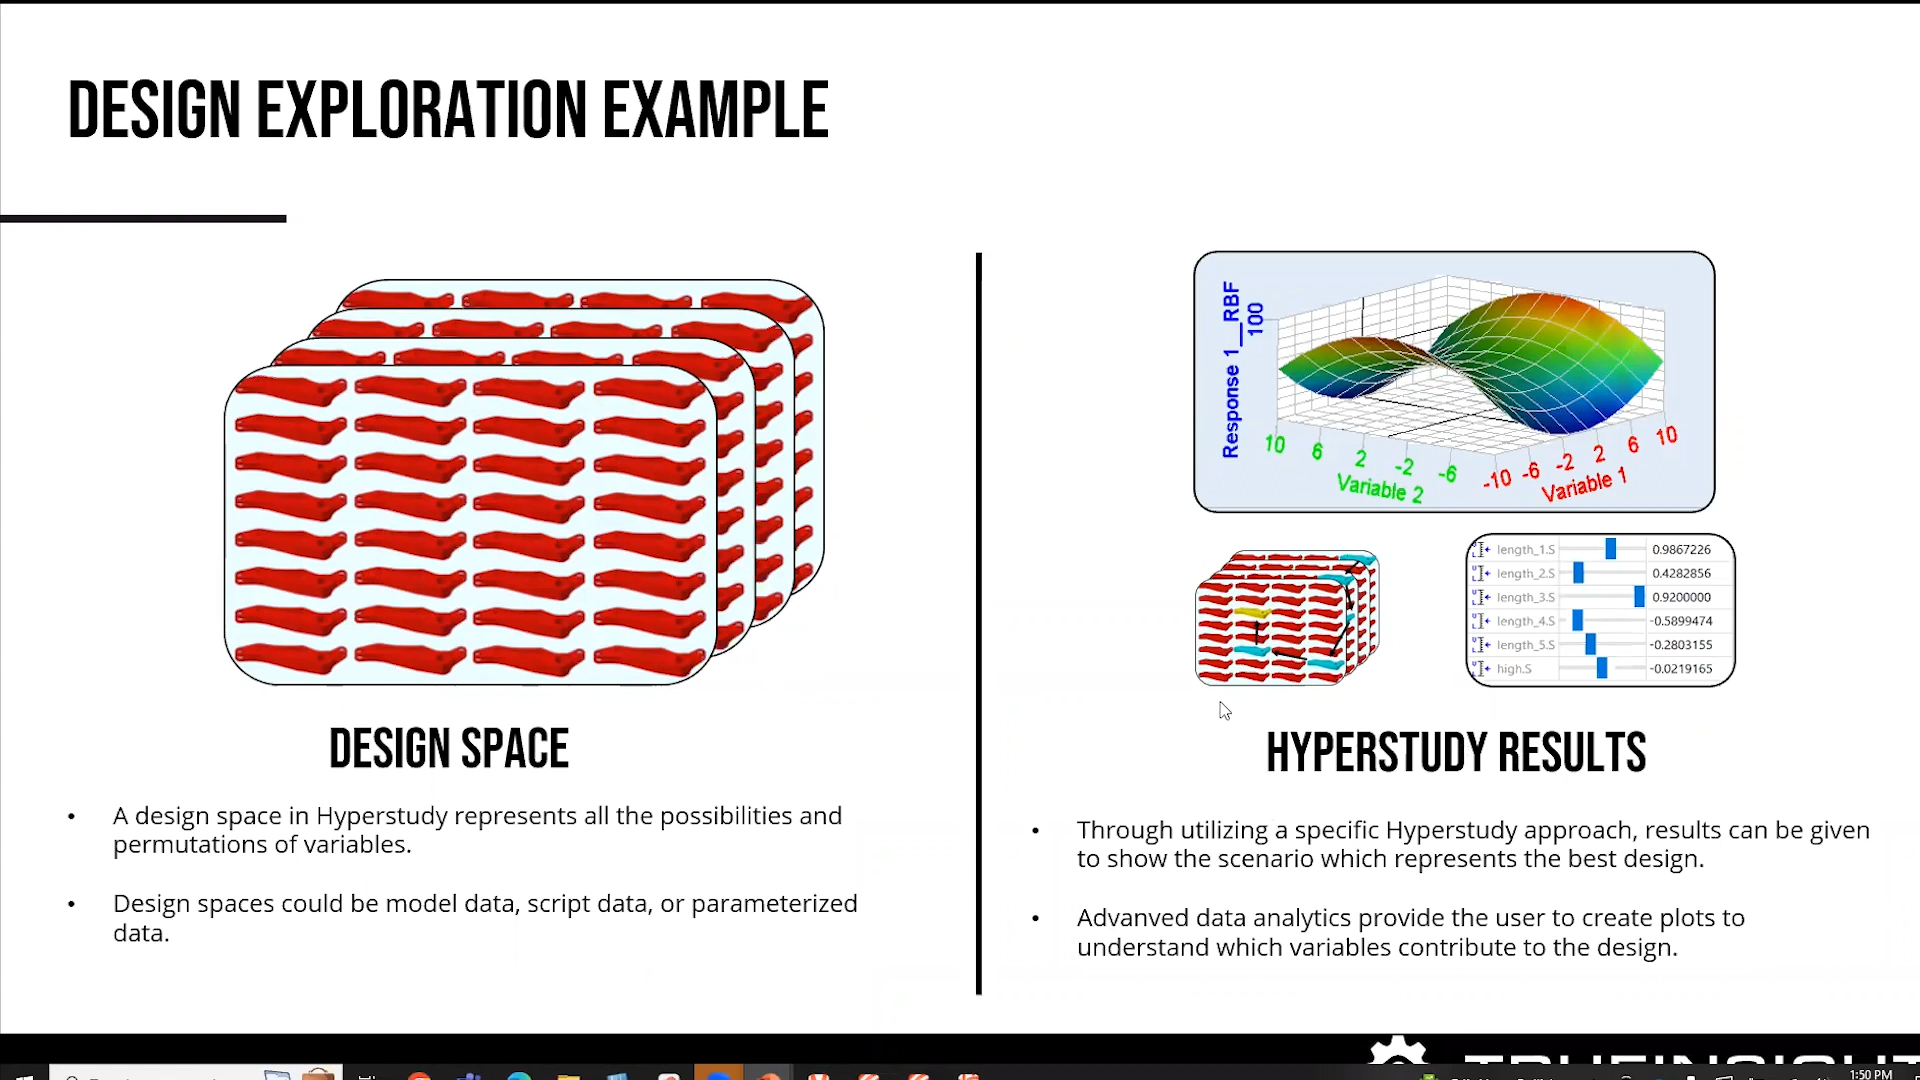 DESIGN EXPLORATION EXAMPLE
Response 1__RBF
100
10 6 2 -2 -6
Variable 2
-10 -6 -2 2 6 10
Variable 1
length_1.S 0.9867226
length_2.S 0.4282856
length_3.S 0.9200000
length_4.S -0.5899474
length_5.S -0.2803155
high.S -0.0219165
DESIGN SPACE
• A design space in Hyperstudy represents all the possibilities and
permutations of variables.
• Design spaces could be model data, script data, or parameterized
data.
HYPERSTUDY RESULTS
• Through utilizing a specific Hyperstudy approach, results can be given
to show the scenario which represents the best design.
• Advanved data analytics provide the user to create plots to
understand which variables contribute to the design.
TRUEINSIGHT
1:50 PM